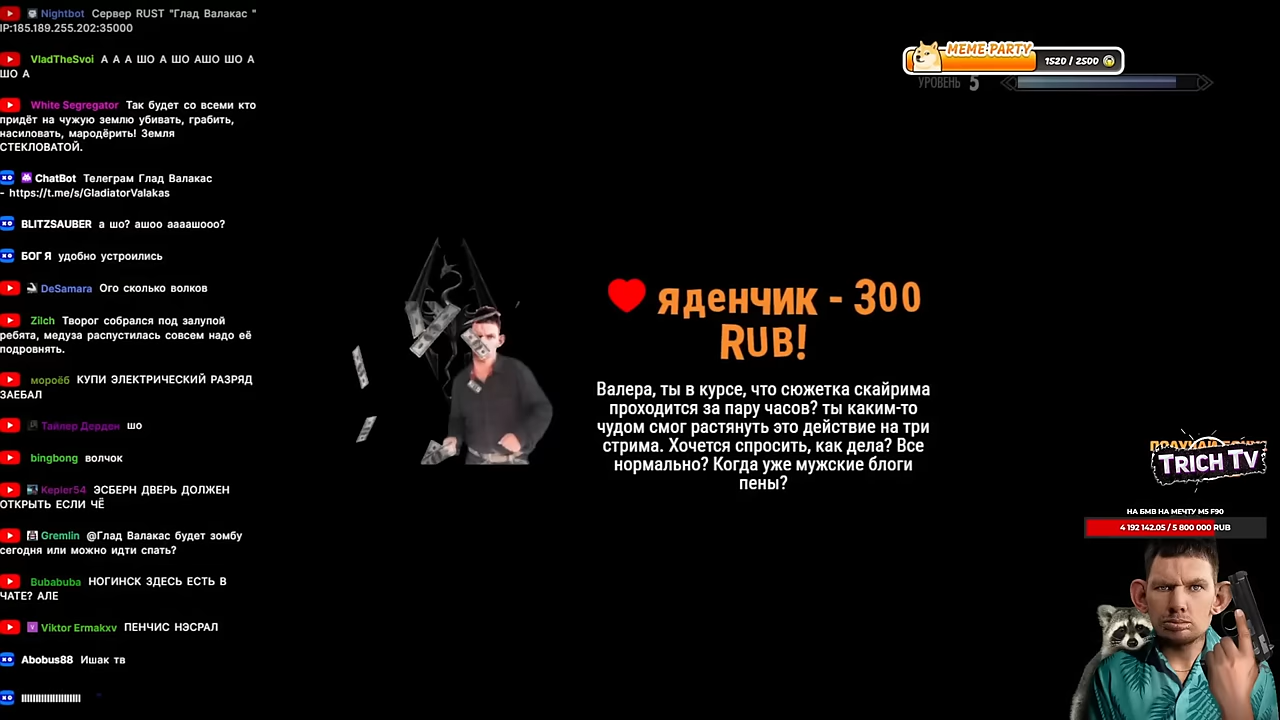 Nightbot Сервер RUST "Глад Валакас "
IP:185.189.255.202:35000
VladTheSvoi А А А ШО А ШО АШО ШО А
ШО А
White Segregator Так будет со всеми кто
придёт на чужую землю убивать, грабить,
насиловать, мародёрить! Земля
СТЕКЛОВАТОЙ.
ChatBot Телеграм Глад Валакас
- https://t.me/s/GladiatorValakas
BLITZSAUBER а шо? ашоо аааашооо?
БОГ Я удобно устроились
DeSamara Ого сколько волков
Zilch Творог собрался под залупой
ребята, медуза распустилась совсем надо её
подровнять.
мороёб КУПИ ЭЛЕКТРИЧЕСКИЙ РАЗРЯД
ЗАЕБАЛ
Тайлер Дерден шо
bingbong волчок
Kepler54 ЭСБЕРН ДВЕРЬ ДОЛЖЕН
ОТКРЫТЬ ЕСЛИ ЧЁ
Gremlin @Глад Валакас будет зомбу
сегодня или можно идти спать?
Bubabuba НОГИНСК ЗДЕСЬ ЕСТЬ В
ЧАТЕ? АЛЕ
Viktor Ermakxv ПЕНЧИС НЭСРАЛ
Abobus88 Ишак тв
MEME PARTY
1520 / 2500
УРОВЕНЬ 5
яденчик - 300
RUB!
Валера, ты в курсе, что сюжетка скайрима
проходится за пару часов? ты каким-то
чудом смог растянуть это действие на три
стрима. Хочется спросить, как дела? Все
нормально? Когда уже мужские блоги
пены?
TRICH TV
НА БМВ НА МЕЧТУ M5 F90
4 192 142.05 / 5 800 000 RUB